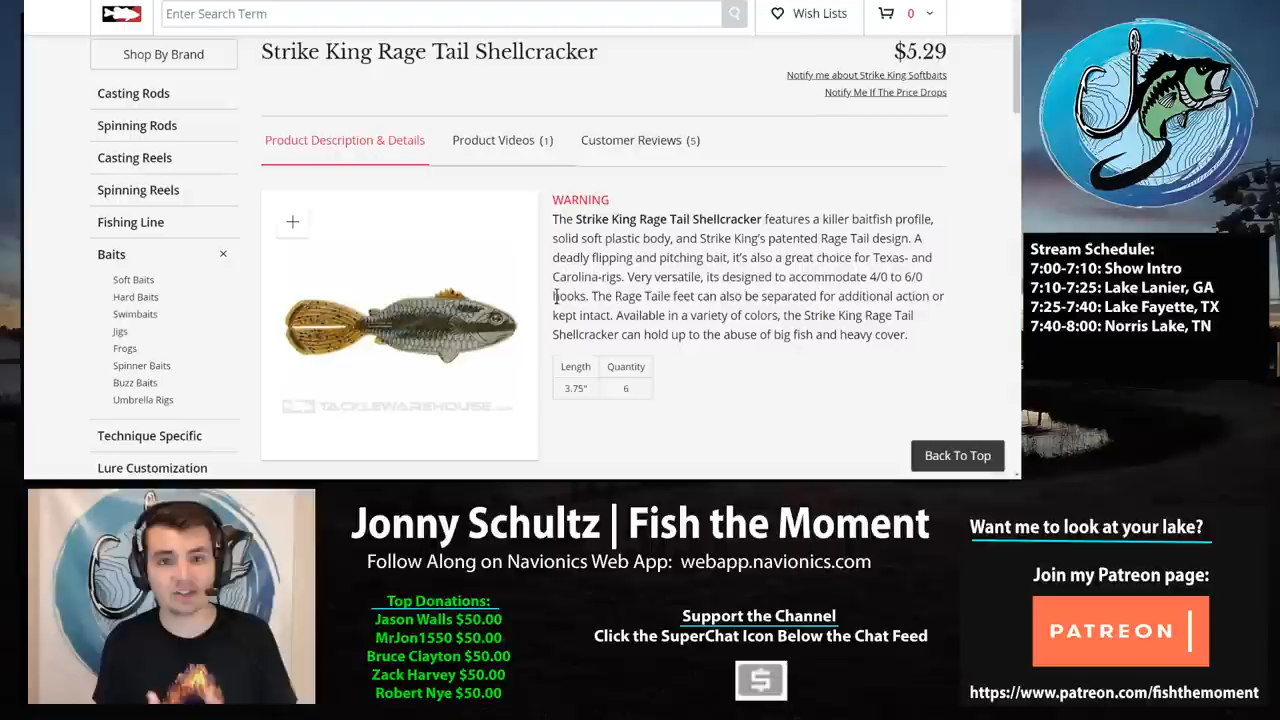 Enter Search Term
Wish Lists
0
Shop By Brand
Strike King Rage Tail Shellcracker
$5.29
Notify me about Strike King Softbaits
Notify Me If The Price Drops
Casting Rods
Spinning Rods
Casting Reels
Spinning Reels
Fishing Line
Baits
Soft Baits
Hard Baits
Swimbaits
Jigs
Frogs
Spinner Baits
Buzz Baits
Umbrella Rigs
Technique Specific
Lure Customization
Product Description & Details
Product Videos (1)
Customer Reviews (5)
WARNING
The Strike King Rage Tail Shellcracker features a killer baitfish profile,
solid soft plastic body, and Strike King's patented Rage Tail design. A
deadly flipping and pitching bait, it's also a great choice for Texas- and
Carolina-rigs. Very versatile, its designed to accommodate 4/0 to 6/0
hooks. The Rage Taile feet can also be separated for additional action or
kept intact. Available in a variety of colors, the Strike King Rage Tail
Shellcracker can hold up to the abuse of big fish and heavy cover.
Length Quantity
3.75" 6
TACKLEWAREHOUSE.com
Back To Top
Stream Schedule:
7:00-7:10: Show Intro
7:10-7:25: Lake Lanier, GA
7:25-7:40: Lake Fayette, TX
7:40-8:00: Norris Lake, TN
Jonny Schultz | Fish the Moment
Follow Along on Navionics Web App: webapp.navionics.com
Top Donations:
Jason Walls $50.00
MrJon1550 $50.00
Bruce Clayton $50.00
Zack Harvey $50.00
Robert Nye $50.00
Support the Channel
Click the SuperChat Icon Below the Chat Feed
$
Want me to look at your lake?
Join my Patreon page:
PATREON
https://www.patreon.com/fishthemoment